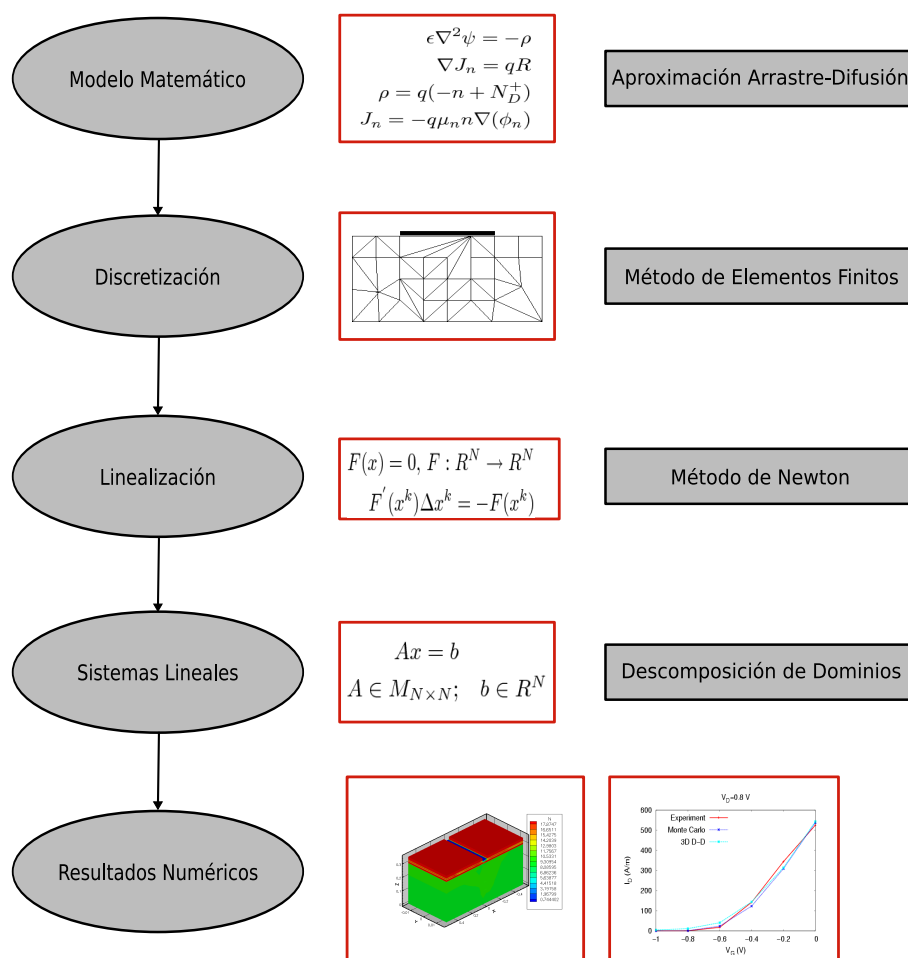 Modelo Matemático
ϵ∇²ψ = −ρ
∇J_n = qR
ρ = q(−n + N_D^+)
J_n = −qμ_n n∇(ϕ_n)
Aproximación Arrastre-Difusión
Discretización
Método de Elementos Finitos
Linealización
F(x) = 0, F : R^N → R^N
F'(x^k)Δx^k = −F(x^k)
Método de Newton
Sistemas Lineales
Ax = b
A ∈ M_{N×N}; b ∈ R^N
Descomposición de Dominios
Resultados Numéricos
N
Z
Y
X
V_D=0.8 V
Experiment
Monte Carlo
3D D−D
I_D (A/m)
600
500
400
300
200
100
0
−1 −0.8 −0.6 −0.4 −0.2 0
V_G (V)